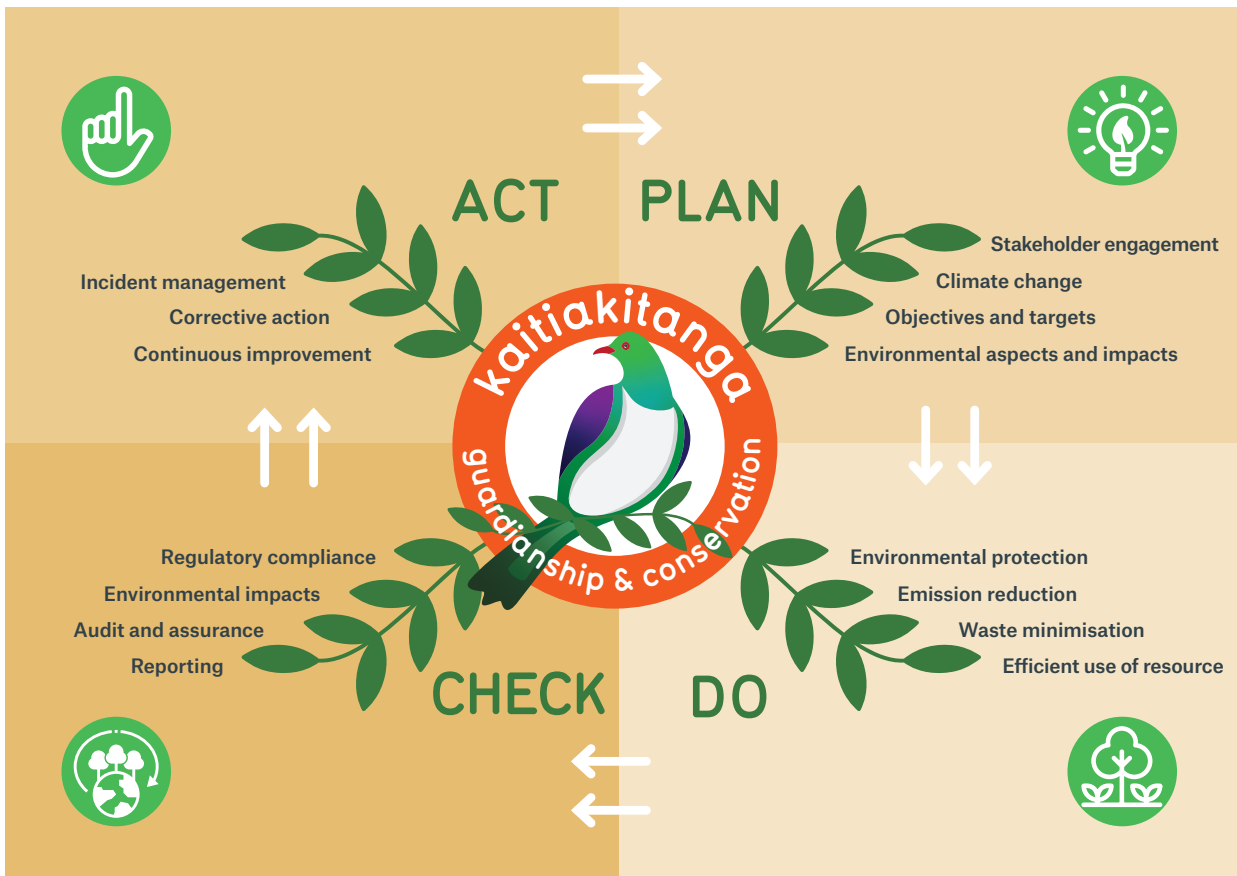 ACT
Incident management
Corrective action
Continuous improvement
PLAN
Stakeholder engagement
Climate change
Objectives and targets
Environmental aspects and impacts
kaitiakitanga
guardianship & conservation
Regulatory compliance
Environmental impacts
Audit and assurance
Reporting
CHECK
Environmental protection
Emission reduction
Waste minimisation
Efficient use of resource
DO